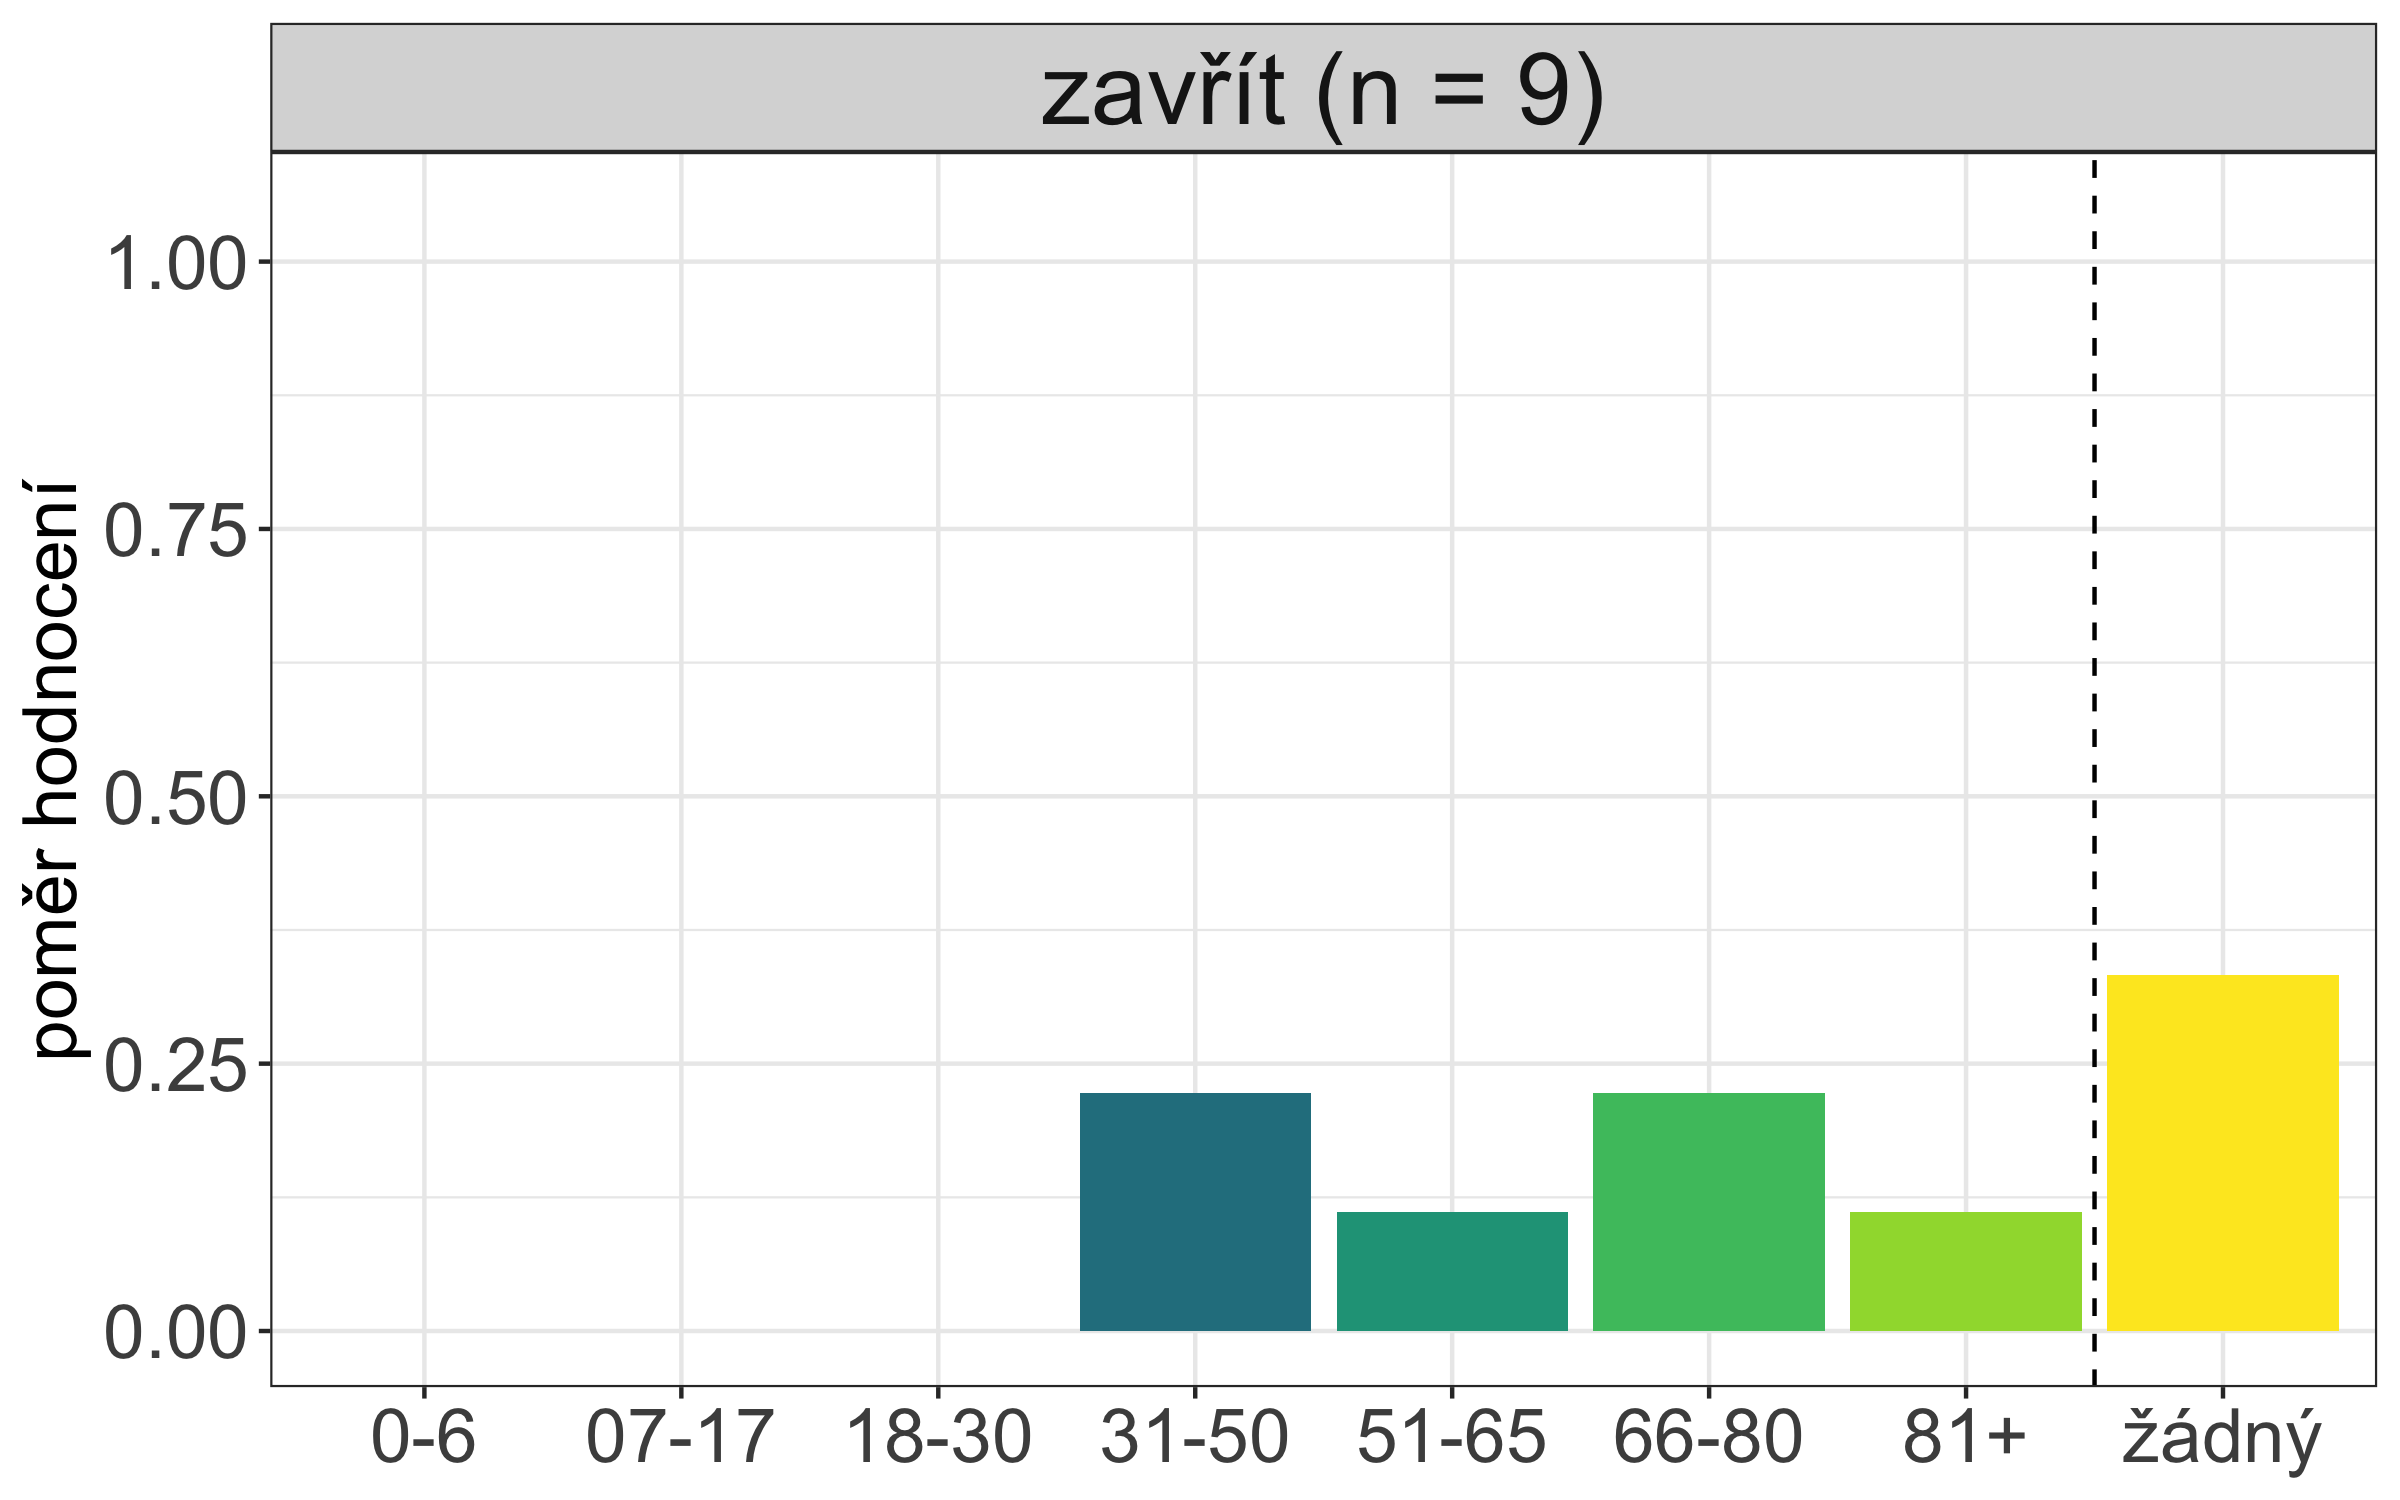 zavřít (n = 9)
poměr hodnocení
1.00
0.75
0.50
0.25
0.00
0-6 07-17 18-30 31-50 51-65 66-80 81+ žádný